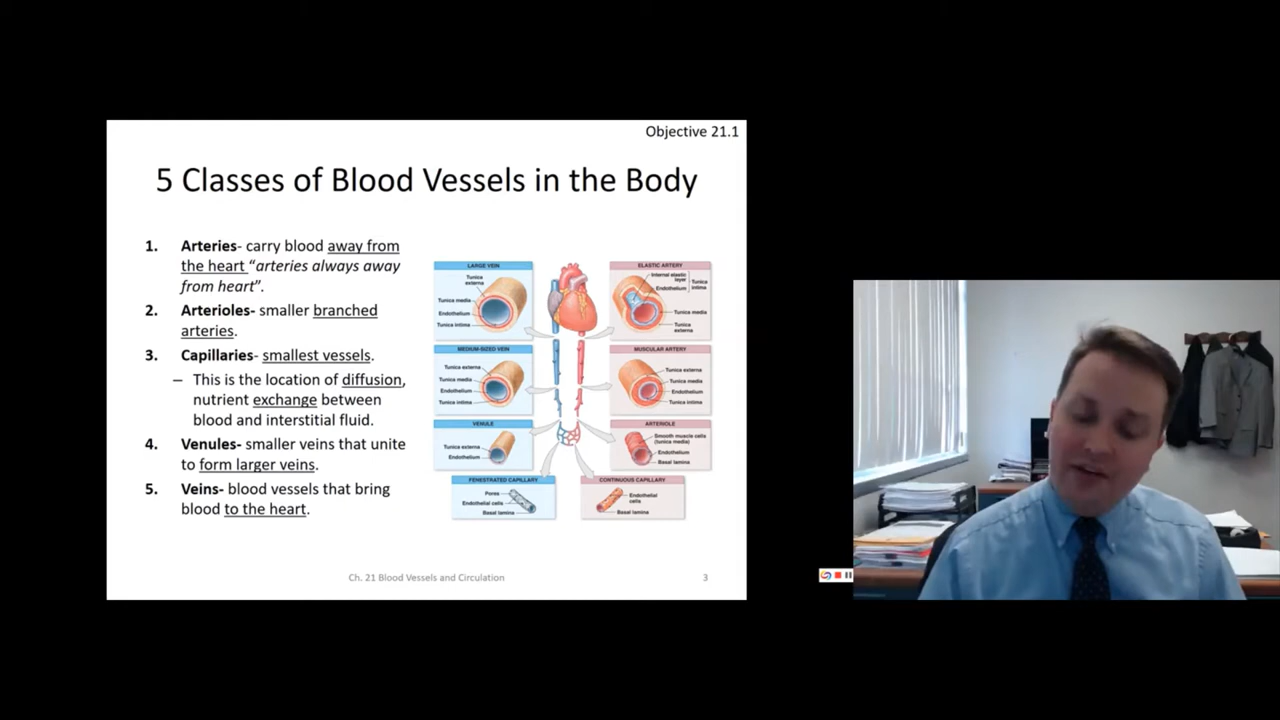 Objective 21.1
5 Classes of Blood Vessels in the Body
1. Arteries- carry blood away from
the heart “arteries always away
from heart”.
2. Arterioles- smaller branched
arteries.
3. Capillaries- smallest vessels.
– This is the location of diffusion,
nutrient exchange between
blood and interstitial fluid.
4. Venules- smaller veins that unite
to form larger veins.
5. Veins- blood vessels that bring
blood to the heart.
LARGE VEIN
Tunica
externa
Tunica media
Endothelium
Tunica intima
ELASTIC ARTERY
Internal elastic
layer
Endothelium
Tunica
intima
Tunica media
Tunica
externa
MEDIUM-SIZED VEIN
Tunica externa
Tunica media
Endothelium
Tunica intima
MUSCULAR ARTERY
Tunica externa
Tunica media
Endothelium
Tunica intima
VENULE
Tunica externa
Endothelium
ARTERIOLE
Smooth muscle cells
(tunica media)
Endothelium
Basal lamina
FENESTRATED CAPILLARY
Pores
Endothelial cells
Basal lamina
CONTINUOUS CAPILLARY
Endothelial
cells
Basal lamina
Ch. 21 Blood Vessels and Circulation
3